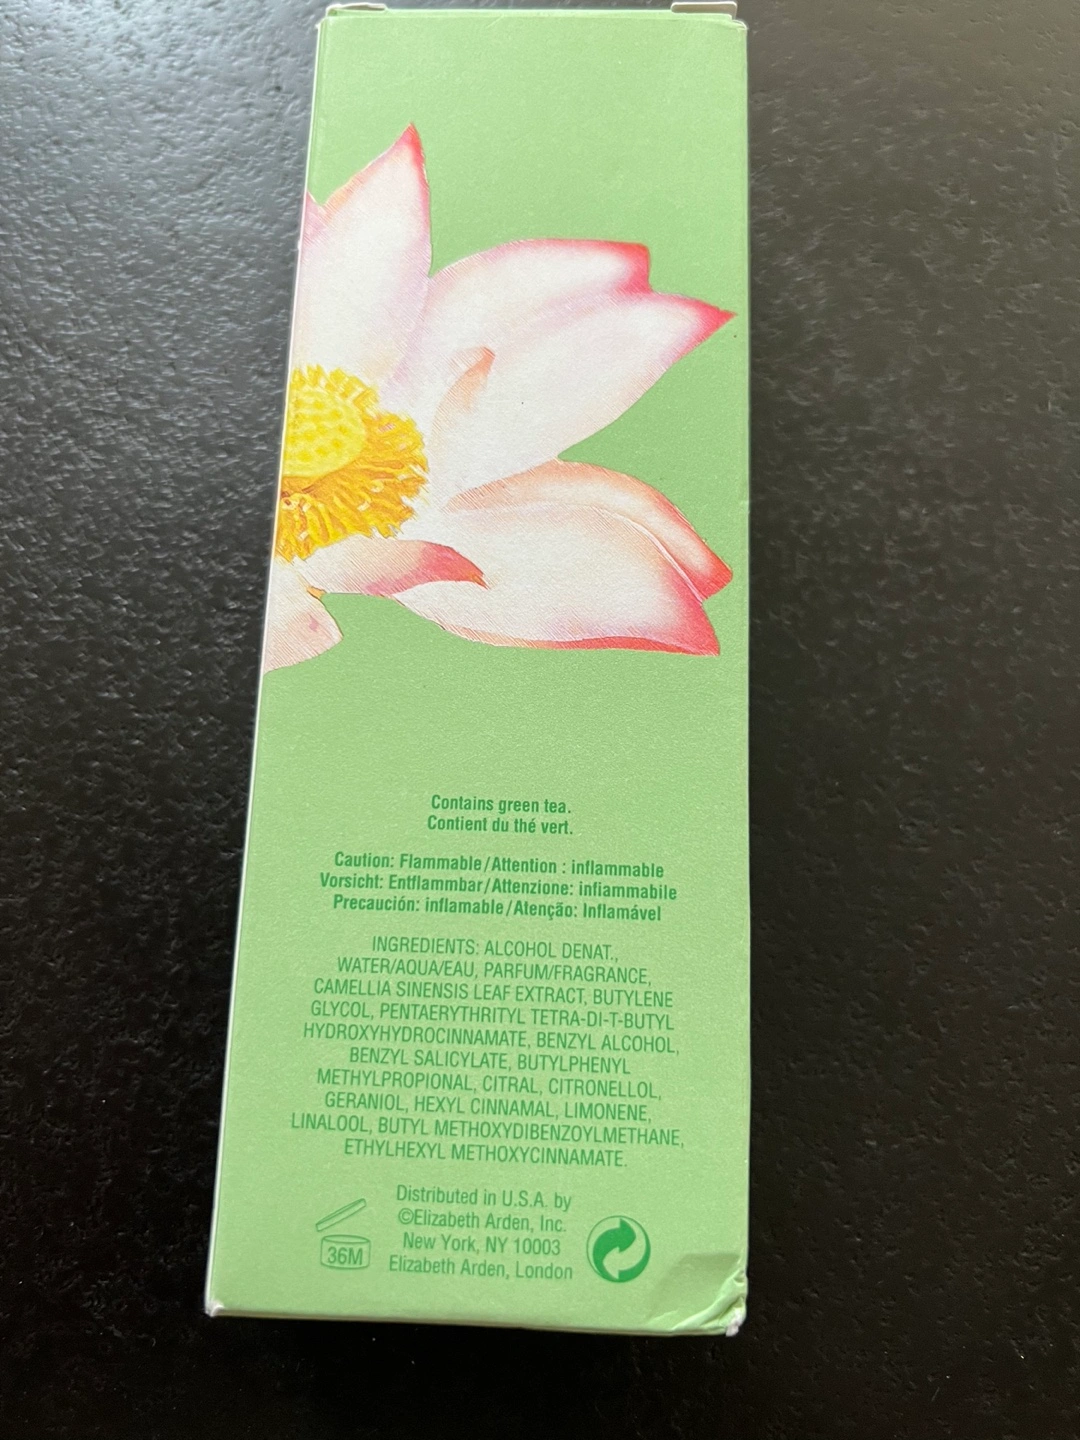 Contains green tea.
Contient du thé vert.
Caution: Flammable/Attention : inflammable
Vorsicht: Entflammbar/Attenzione: infiammabile
Precaución: inflamable/Atenção: Inflamável
INGREDIENTS: ALCOHOL DENAT.,
WATER/AQUA/EAU, PARFUM/FRAGRANCE,
CAMELLIA SINENSIS LEAF EXTRACT, BUTYLENE
GLYCOL, PENTAERYTHRITYL TETRA-DI-T-BUTYL
HYDROXYHYDROCINNAMATE, BENZYL ALCOHOL,
BENZYL SALICYLATE, BUTYLPHENYL
METHYLPROPIONAL, CITRAL, CITRONELLOL,
GERANIOL, HEXYL CINNAMAL, LIMONENE,
LINALOOL, BUTYL METHOXYDIBENZOYLMETHANE,
ETHYLHEXYL METHOXYCINNAMATE.
Distributed in U.S.A. by
©Elizabeth Arden, Inc.
New York, NY 10003
Elizabeth Arden, London
36M